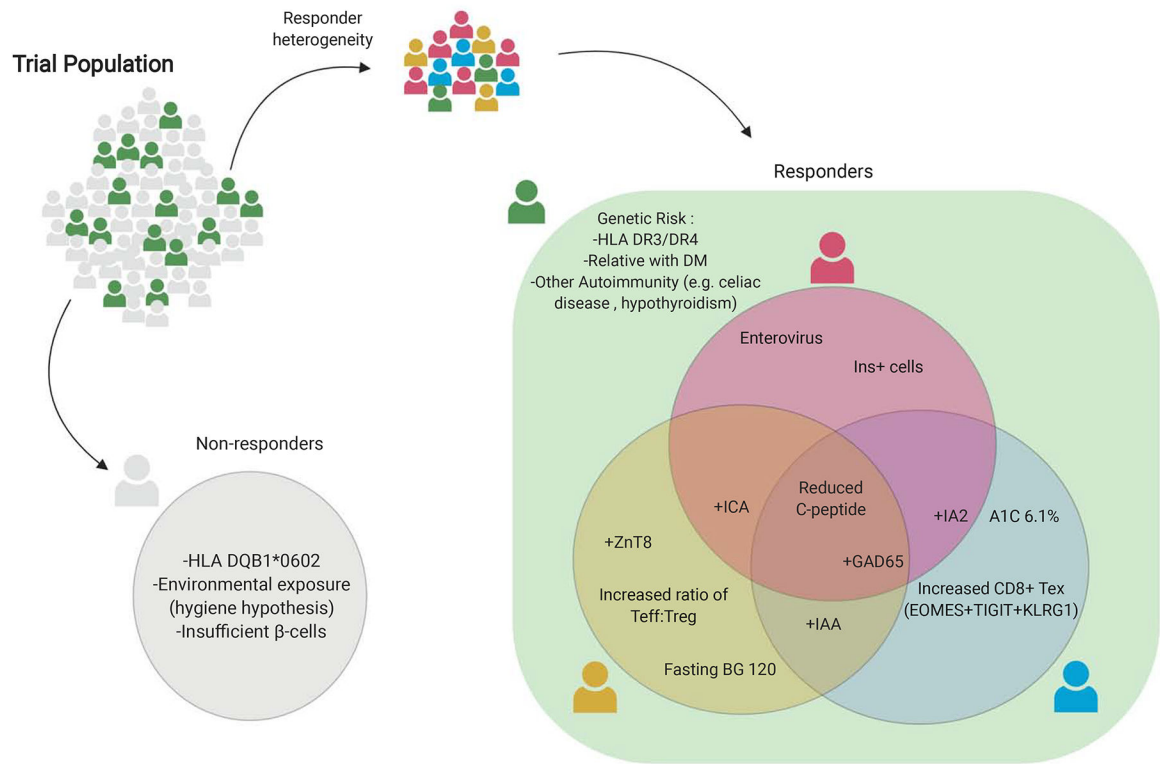 Responder
heterogeneity
Trial Population
Responders
Genetic Risk :
-HLA DR3/DR4
-Relative with DM
-Other Autoimmunity (e.g. celiac
disease , hypothyroidism)
Enterovirus
Ins+ cells
Non-responders
-HLA DQB1*0602
-Environmental exposure
(hygiene hypothesis)
-Insufficient β-cells
Reduced
C-peptide
+ICA
+IA2
A1C 6.1%
+ZnT8
+GAD65
Increased ratio of
Teff:Treg
Increased CD8+ Tex
(EOMES+TIGIT+KLRG1)
+IAA
Fasting BG 120